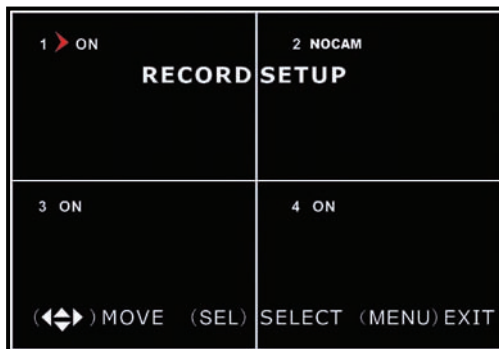 1 ON 2 NOCAM
RECORD SETUP
3 ON 4 ON
( ) MOVE (SEL) SELECT (MENU) EXIT